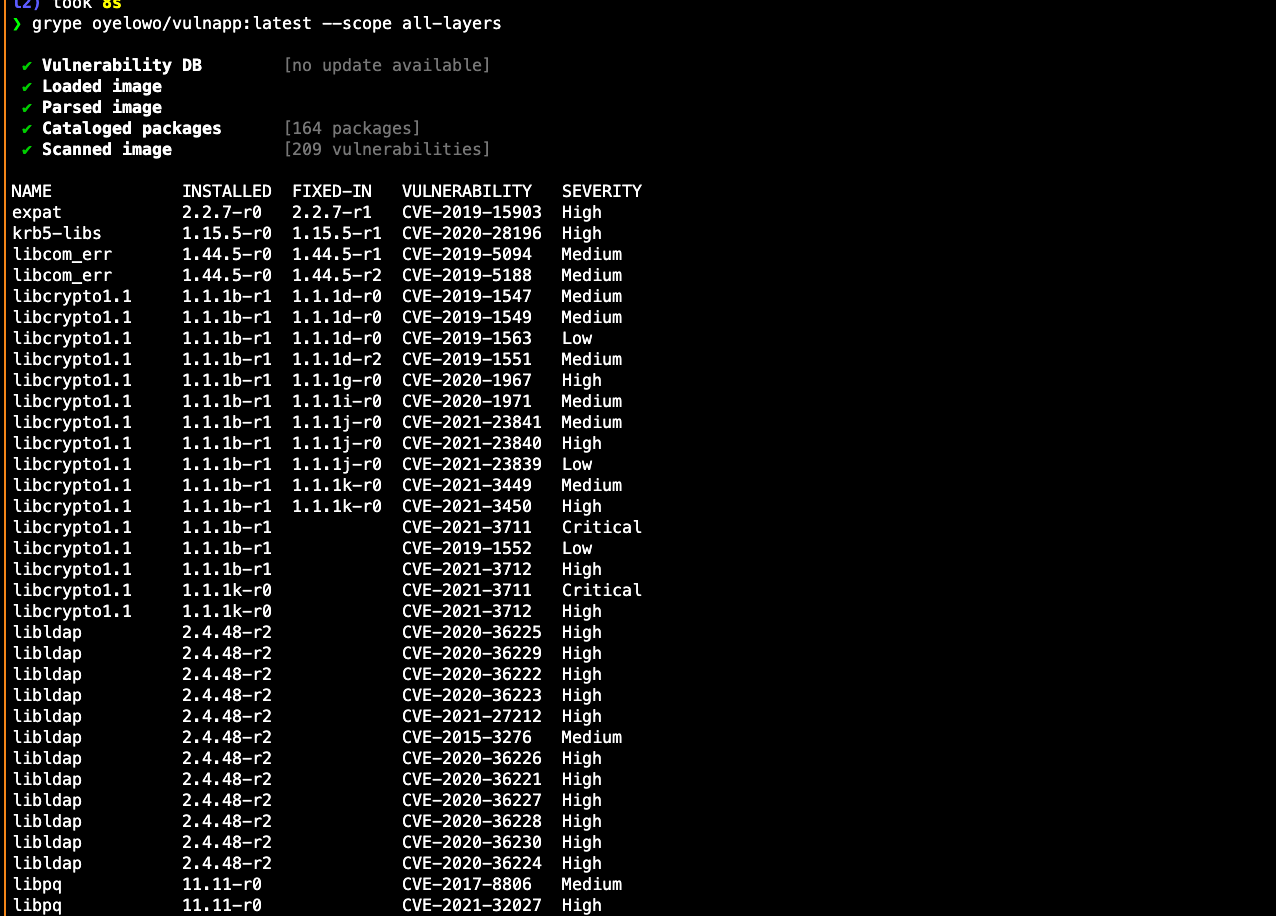 l2) took 8s
❯ grype oyelowo/vulnapp:latest --scope all-layers
✔ Vulnerability DB [no update available]
✔ Loaded image
✔ Parsed image
✔ Cataloged packages [164 packages]
✔ Scanned image [209 vulnerabilities]
NAME INSTALLED FIXED-IN VULNERABILITY SEVERITY
expat 2.2.7-r0 2.2.7-r1 CVE-2019-15903 High
krb5-libs 1.15.5-r0 1.15.5-r1 CVE-2020-28196 High
libcom_err 1.44.5-r0 1.44.5-r1 CVE-2019-5094 Medium
libcom_err 1.44.5-r0 1.44.5-r2 CVE-2019-5188 Medium
libcrypto1.1 1.1.1b-r1 1.1.1d-r0 CVE-2019-1547 Medium
libcrypto1.1 1.1.1b-r1 1.1.1d-r0 CVE-2019-1549 Medium
libcrypto1.1 1.1.1b-r1 1.1.1d-r0 CVE-2019-1563 Low
libcrypto1.1 1.1.1b-r1 1.1.1d-r2 CVE-2019-1551 Medium
libcrypto1.1 1.1.1b-r1 1.1.1g-r0 CVE-2020-1967 High
libcrypto1.1 1.1.1b-r1 1.1.1i-r0 CVE-2020-1971 Medium
libcrypto1.1 1.1.1b-r1 1.1.1j-r0 CVE-2021-23841 Medium
libcrypto1.1 1.1.1b-r1 1.1.1j-r0 CVE-2021-23840 High
libcrypto1.1 1.1.1b-r1 1.1.1j-r0 CVE-2021-23839 Low
libcrypto1.1 1.1.1b-r1 1.1.1k-r0 CVE-2021-3449 Medium
libcrypto1.1 1.1.1b-r1 1.1.1k-r0 CVE-2021-3450 High
libcrypto1.1 1.1.1b-r1 CVE-2021-3711 Critical
libcrypto1.1 1.1.1b-r1 CVE-2019-1552 Low
libcrypto1.1 1.1.1b-r1 CVE-2021-3712 High
libcrypto1.1 1.1.1k-r0 CVE-2021-3711 Critical
libcrypto1.1 1.1.1k-r0 CVE-2021-3712 High
libldap 2.4.48-r2 CVE-2020-36225 High
libldap 2.4.48-r2 CVE-2020-36229 High
libldap 2.4.48-r2 CVE-2020-36222 High
libldap 2.4.48-r2 CVE-2020-36223 High
libldap 2.4.48-r2 CVE-2021-27212 High
libldap 2.4.48-r2 CVE-2015-3276 Medium
libldap 2.4.48-r2 CVE-2020-36226 High
libldap 2.4.48-r2 CVE-2020-36221 High
libldap 2.4.48-r2 CVE-2020-36227 High
libldap 2.4.48-r2 CVE-2020-36228 High
libldap 2.4.48-r2 CVE-2020-36230 High
libldap 2.4.48-r2 CVE-2020-36224 High
libpq 11.11-r0 CVE-2017-8806 Medium
libpq 11.11-r0 CVE-2021-32027 High